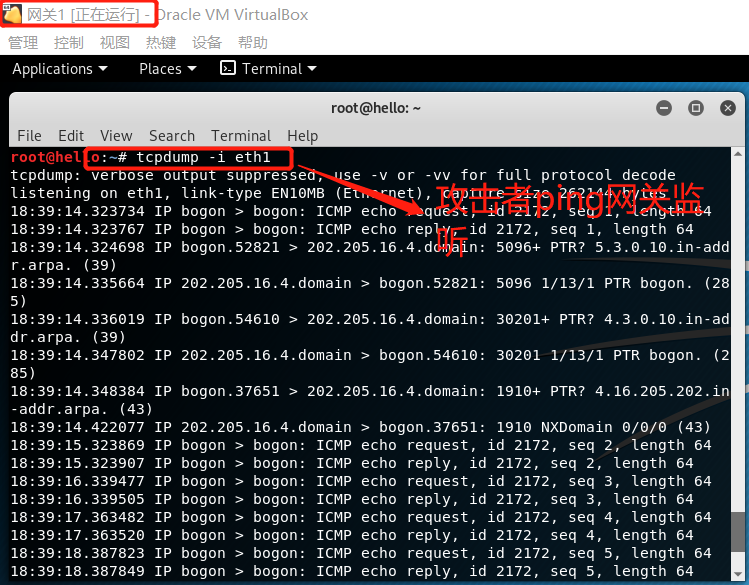 网关1 [正在运行] - Oracle VM VirtualBox
管理 控制 视图 热键 设备 帮助
Applications Places Terminal
root@hello: ~
File Edit View Search Terminal Help
root@hello:~# tcpdump -i eth1
tcpdump: verbose output suppressed, use -v or -vv for full protocol decode
listening on eth1, link-type EN10MB (Ethernet), capture size 262144 bytes
攻击者ping网关监
听
18:39:14.323734 IP bogon > bogon: ICMP echo request, id 2172, seq 1, length 64
18:39:14.323767 IP bogon > bogon: ICMP echo reply, id 2172, seq 1, length 64
18:39:14.324698 IP bogon.52821 > 202.205.16.4.domain: 5096+ PTR? 5.3.0.10.in-add
r.arpa. (39)
18:39:14.335664 IP 202.205.16.4.domain > bogon.52821: 5096 1/13/1 PTR bogon. (28
5)
18:39:14.336019 IP bogon.54610 > 202.205.16.4.domain: 30201+ PTR? 4.3.0.10.in-ad
dr.arpa. (39)
18:39:14.347802 IP 202.205.16.4.domain > bogon.54610: 30201 1/13/1 PTR bogon. (2
85)
18:39:14.348384 IP bogon.37651 > 202.205.16.4.domain: 1910+ PTR? 4.16.205.202.in
-addr.arpa. (43)
18:39:14.422077 IP 202.205.16.4.domain > bogon.37651: 1910 NXDomain 0/0/0 (43)
18:39:15.323869 IP bogon > bogon: ICMP echo request, id 2172, seq 2, length 64
18:39:15.323907 IP bogon > bogon: ICMP echo reply, id 2172, seq 2, length 64
18:39:16.339477 IP bogon > bogon: ICMP echo request, id 2172, seq 3, length 64
18:39:16.339505 IP bogon > bogon: ICMP echo reply, id 2172, seq 3, length 64
18:39:17.363482 IP bogon > bogon: ICMP echo request, id 2172, seq 4, length 64
18:39:17.363520 IP bogon > bogon: ICMP echo reply, id 2172, seq 4, length 64
18:39:18.387823 IP bogon > bogon: ICMP echo request, id 2172, seq 5, length 64
18:39:18.387849 IP bogon > bogon: ICMP echo reply, id 2172, seq 5, length 64